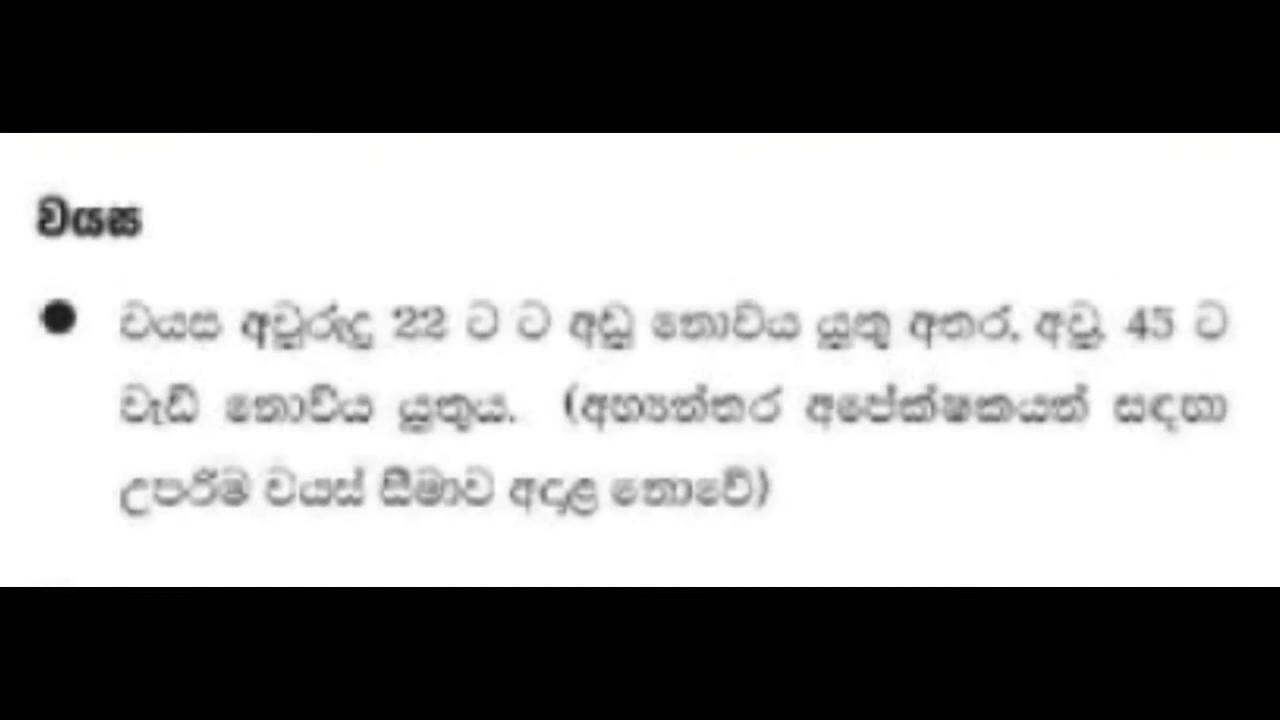 වයස
● වයස අවුරුදු 22 ට ට අඩු නොවිය යුතු අතර, අවු. 45 ට
වැඩි නොවිය යුතුය. (අභ්‍යන්තර අපේක්ෂකයන් සඳහා
උපරිම වයස් සීමාව අදාළ නොවේ)